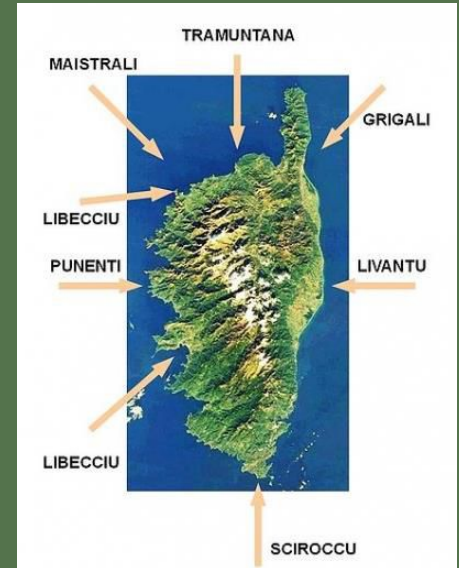 TRAMUNTANA
MAISTRALI
GRIGALI
LIBECCIU
PUNENTI
LIVANTU
LIBECCIU
SCIROCCU